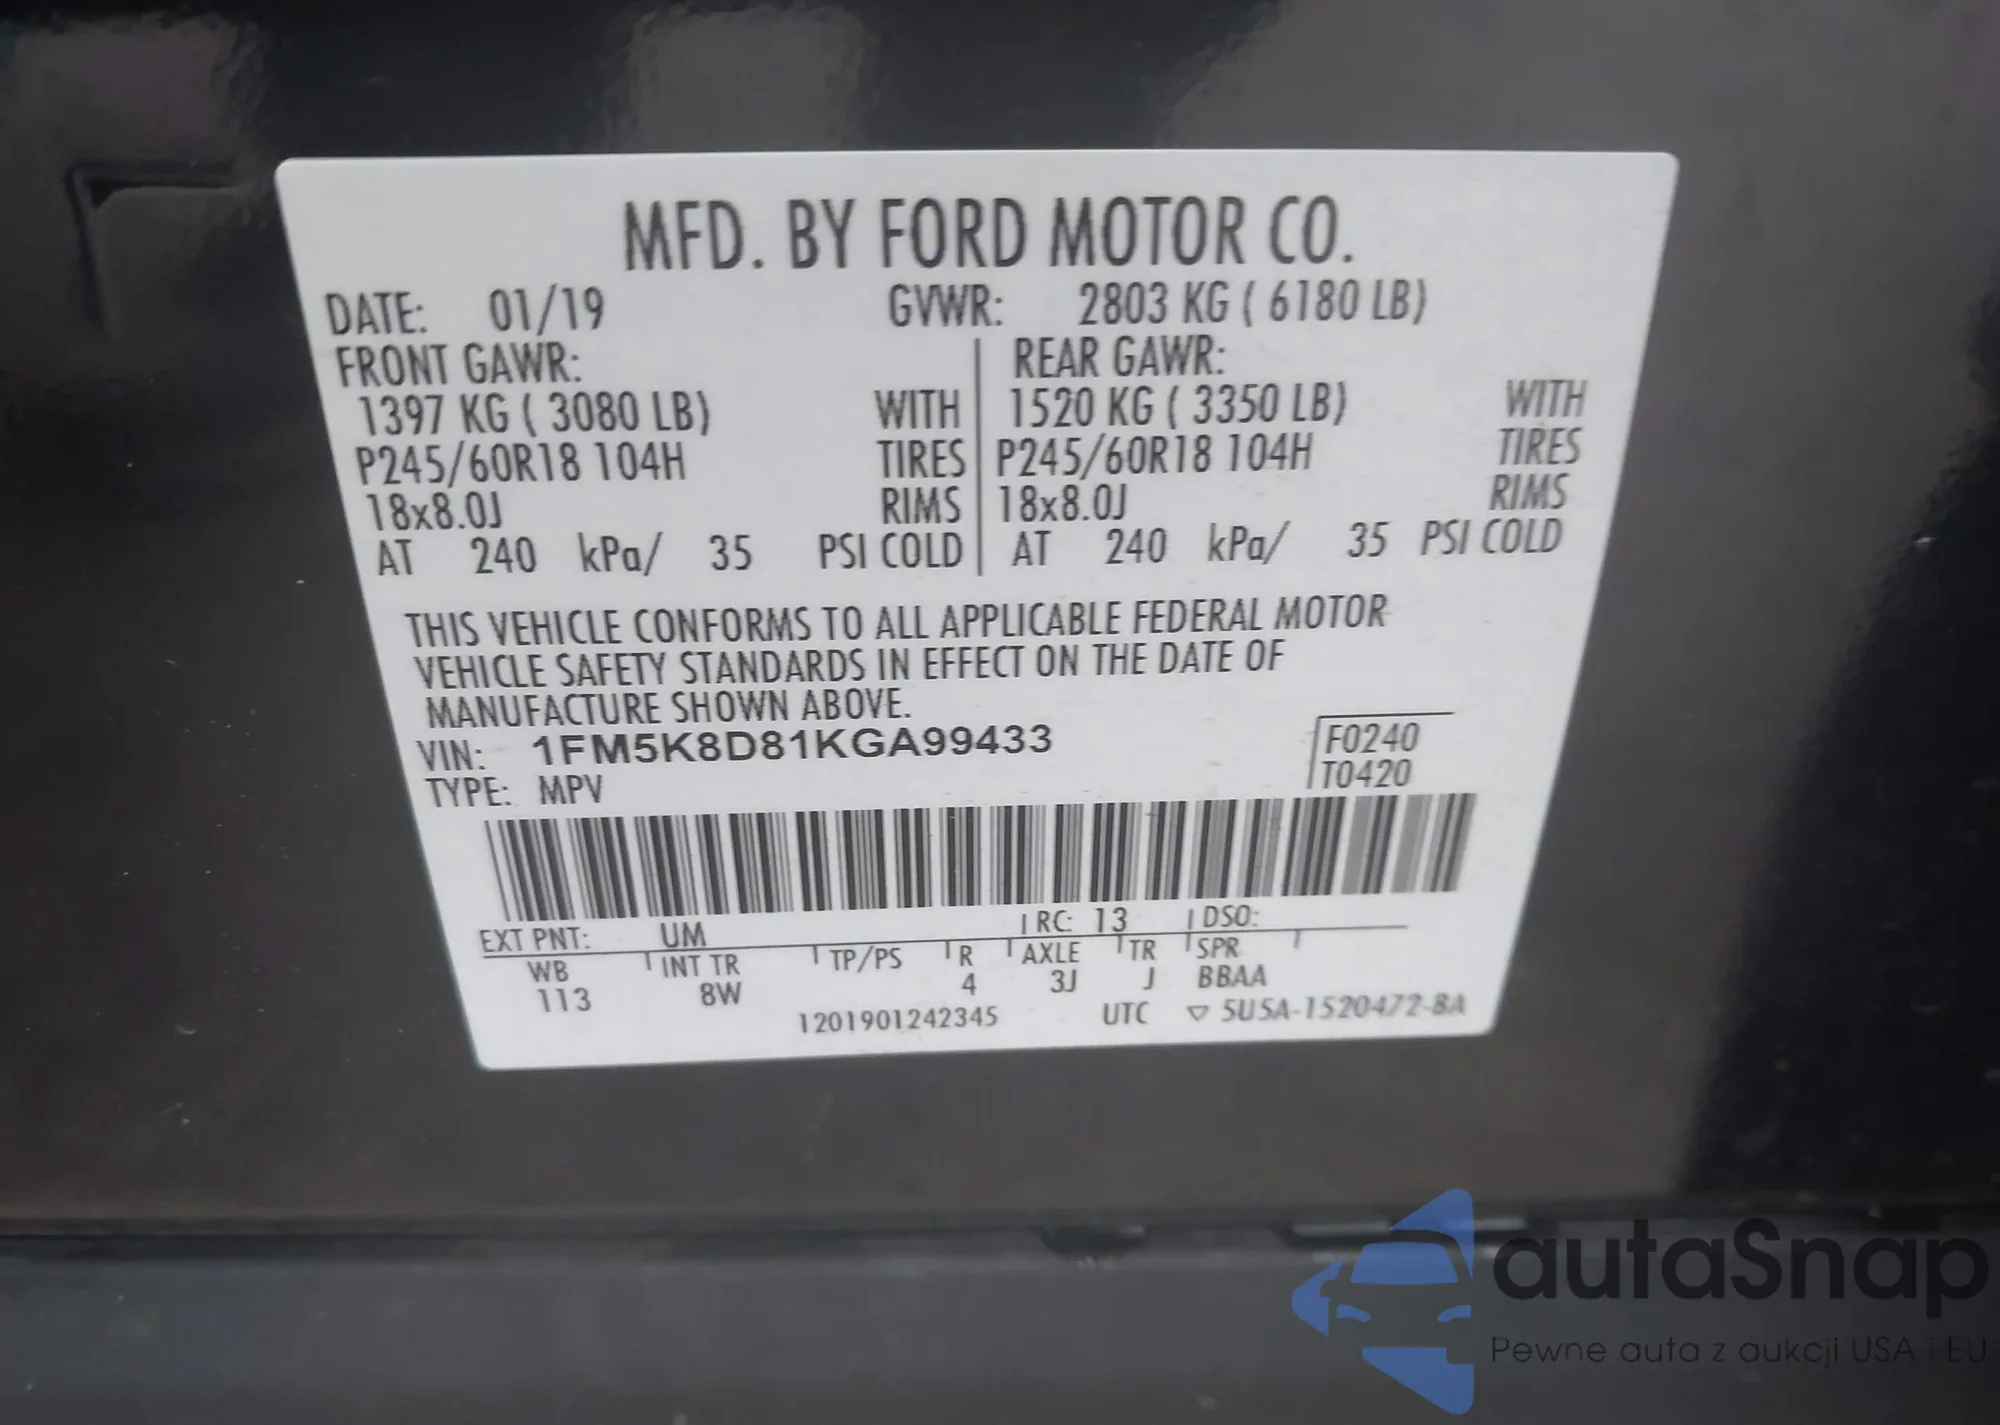 MFD. BY FORD MOTOR CO.
DATE: 01/19 GVWR: 2803 KG ( 6180 LB)
FRONT GAWR: REAR GAWR:
1397 KG ( 3080 LB) WITH 1520 KG ( 3350 LB) WITH
P245/60R18 104H TIRES P245/60R18 104H TIRES
18x8.0J RIMS 18x8.0J RIMS
AT 240 kPa/ 35 PSI COLD AT 240 kPa/ 35 PSI COLD
THIS VEHICLE CONFORMS TO ALL APPLICABLE FEDERAL MOTOR
VEHICLE SAFETY STANDARDS IN EFFECT ON THE DATE OF
MANUFACTURE SHOWN ABOVE.
VIN: 1FM5K8D81KGA99433 F0240
TYPE: MPV T0420
EXT PNT: UM RC: 13 DSO:
WB INT TR TP/PS R AXLE TR SPR
113 8W 4 3J J BBAA
1201901242345 UTC ▽ 5U5A-1520472-BA
autaSnap
Pewne auta z aukcji USA i EU